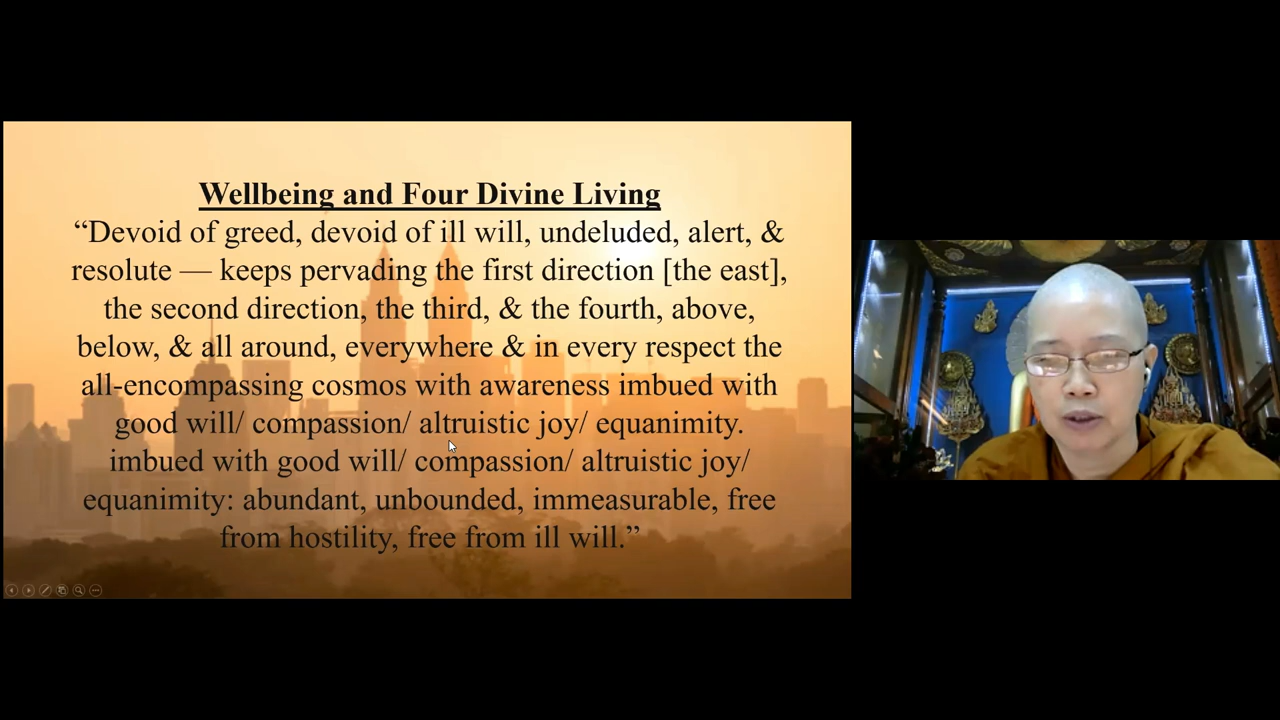 Wellbeing and Four Divine Living
“Devoid of greed, devoid of ill will, undeluded, alert, &
resolute — keeps pervading the first direction [the east],
the second direction, the third, & the fourth, above,
below, & all around, everywhere & in every respect the
all-encompassing cosmos with awareness imbued with
good will/ compassion/ altruistic joy/ equanimity.
imbued with good will/ compassion/ altruistic joy/
equanimity: abundant, unbounded, immeasurable, free
from hostility, free from ill will.”